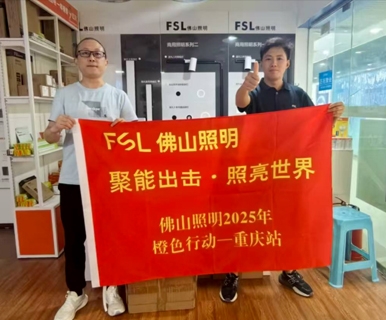 FSL 佛山照明
FSL 佛山照明
FSL 佛山照明
聚能出击·照亮世界
佛山照明2025年
橙色行动—重庆站